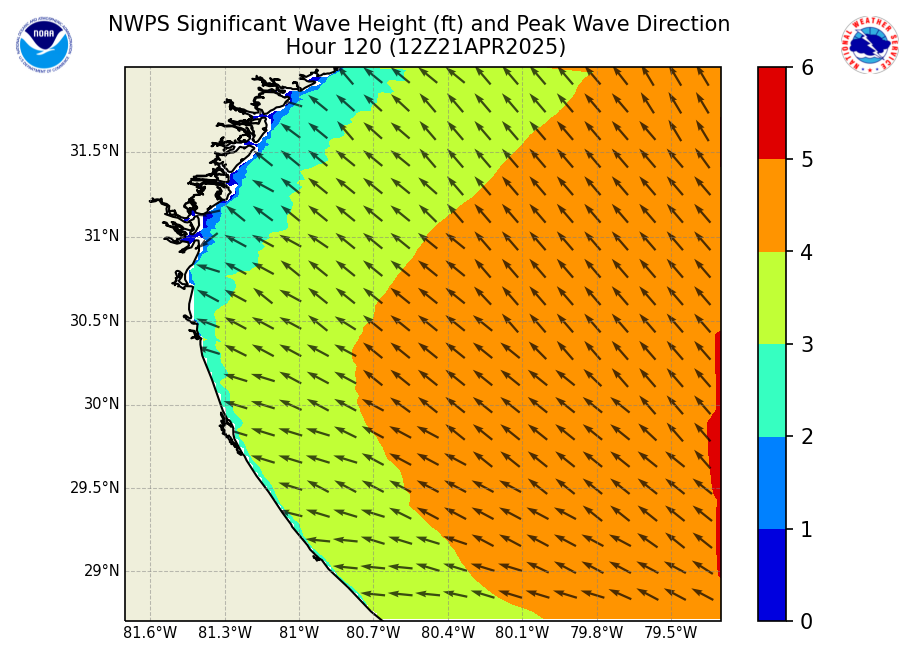 NWPS Significant Wave Height (ft) and Peak Wave Direction
Hour 120 (12Z21APR2025)
NOAA
NATIONAL WEATHER SERVICE
6
5
4
3
2
1
0
31.5°N
31°N
30.5°N
30°N
29.5°N
29°N
81.6°W 81.3°W 81°W 80.7°W 80.4°W 80.1°W 79.8°W 79.5°W